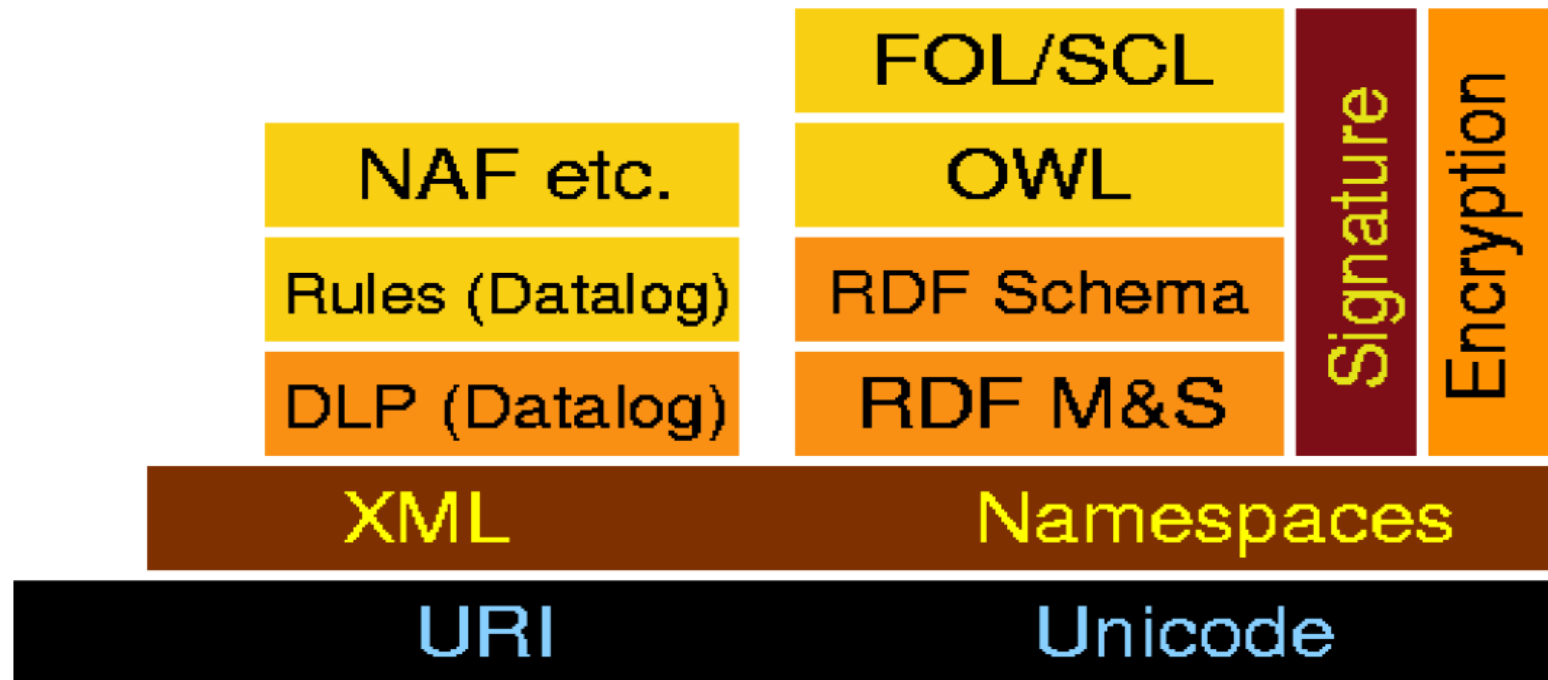 FOL/SCL
NAF etc.
OWL
Rules (Datalog)
RDF Schema
DLP (Datalog)
RDF M&S
Signature
Encryption
XML
Namespaces
URI
Unicode